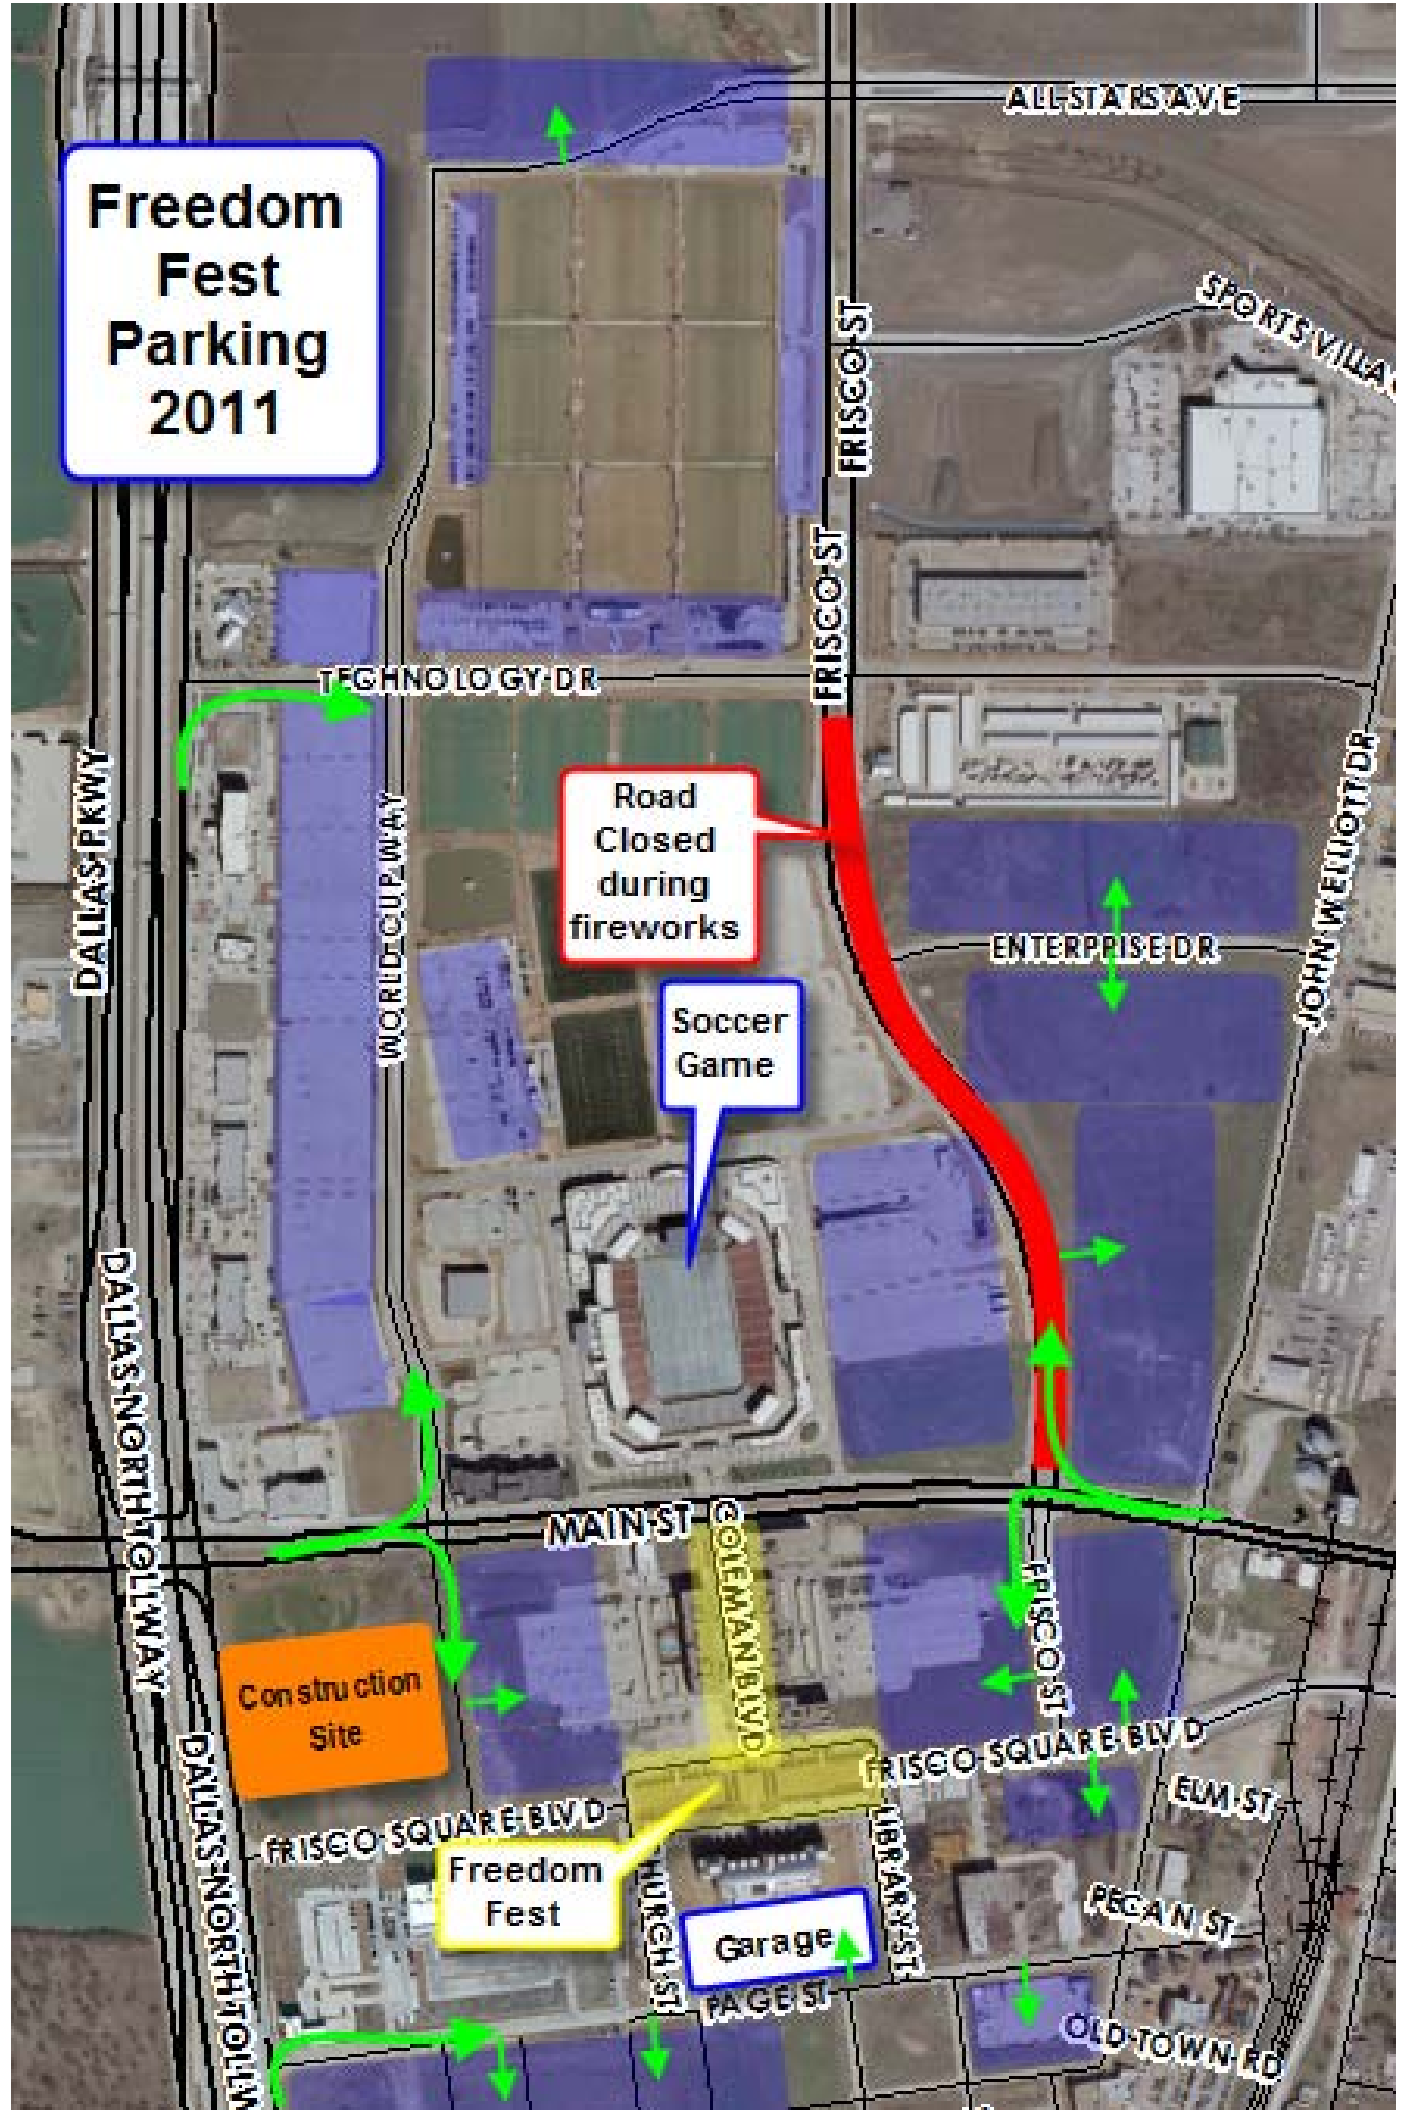 ALL STARS AVE
Freedom
Fest
Parking
2011
SPORTS VILLA
FRISCO ST
FRISCO ST
TECHNOLOGY DR
DALLAS PKWY
WORLD CUP WAY
Road
Closed
during
fireworks
JOHN W ELLIOTT DR
ENTERPRISE DR
Soccer
Game
DALLAS NORTH TOLLWAY
MAIN ST
COLEMAN BLVD
FRISCO ST
Construction
Site
FRISCO SQUARE BLVD
ELM ST
DALLAS NORTH TOLLW
FRISCO SQUARE BLVD
LIBRARY ST
Freedom
Fest
HURCH ST
PECAN ST
Garage
PAGE ST
OLD TOWN RD